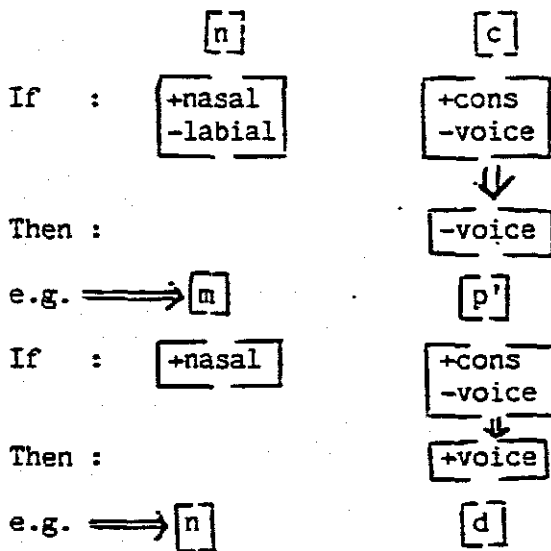 [n] [c]
If : [+nasal [+cons
-labial] -voice]
⇓
Then : [-voice]
e.g. ⟹ [m] [p']
If : [+nasal] [+cons
-voice]
⇓
Then : [+voice]
e.g. ⟹ [n] [d]